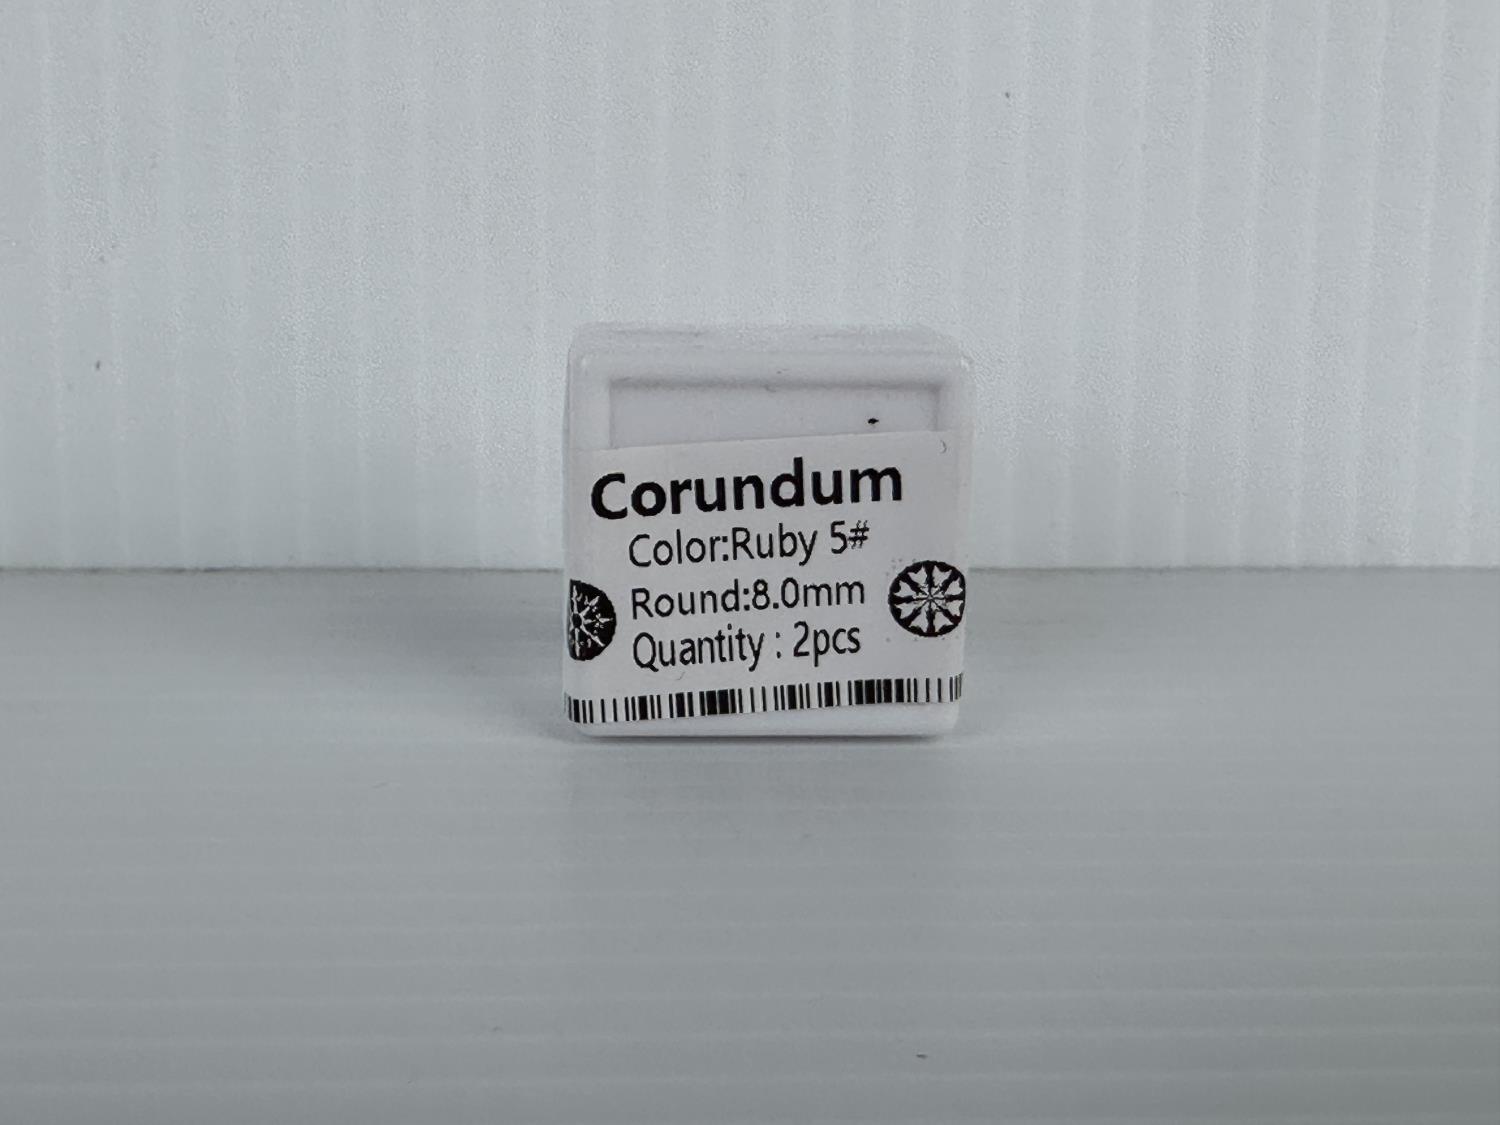 Corundum
Color:Ruby 5#
Round:8.0mm
Quantity : 2pcs